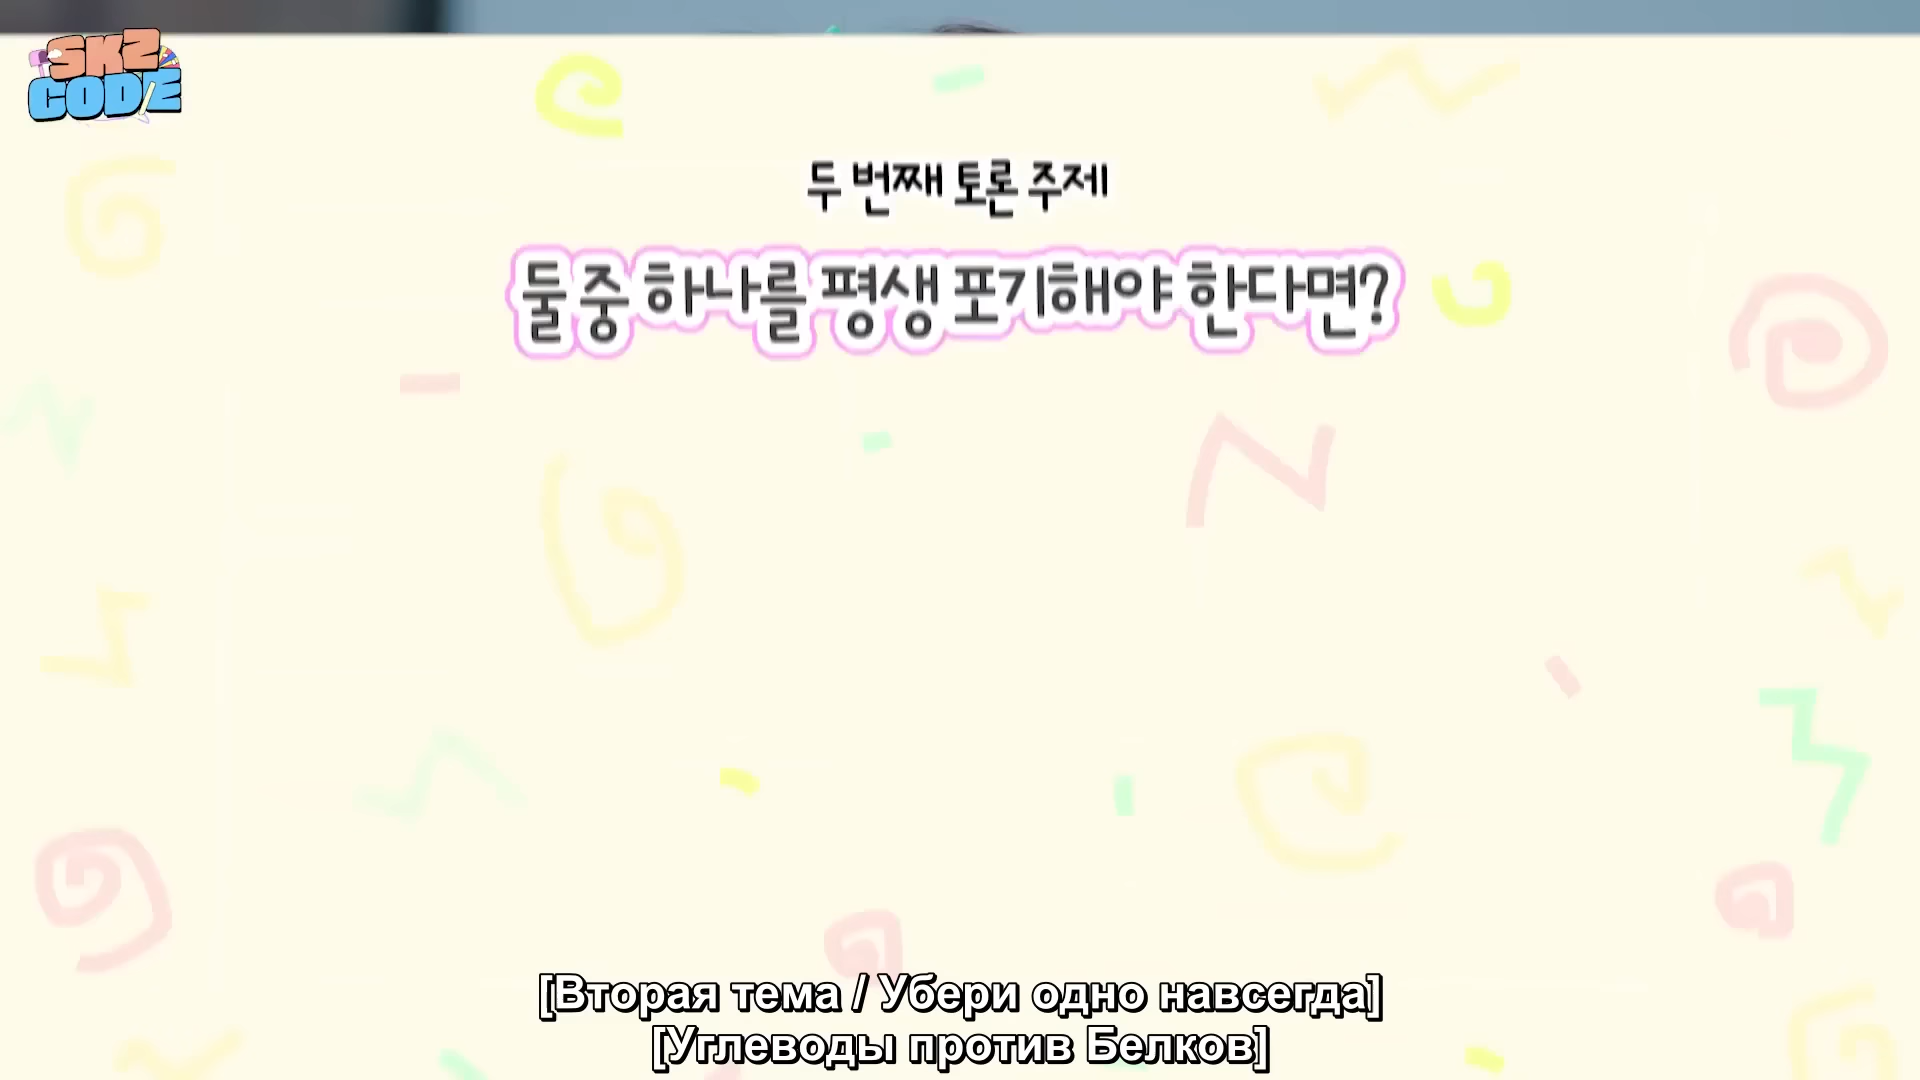 SKZ
CODE
두 번째 토론 주제
둘 중 하나를 평생 포기해야 한다면?
[Вторая тема / Убери одно навсегда]
[Углеводы против Белков]